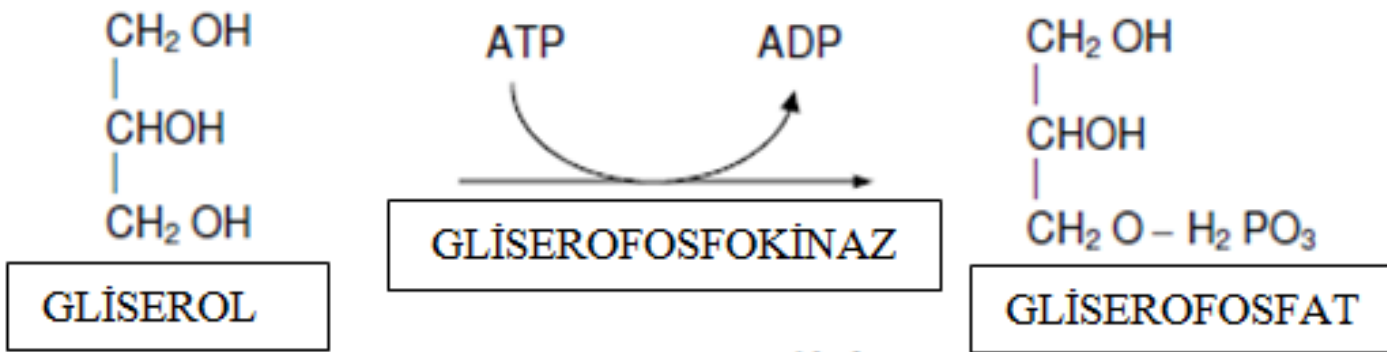 CH₂ OH
CHOH
CH₂ OH
GLİSEROL
ATP
ADP
GLİSEROFOSFOKİNAZ
CH₂ OH
CHOH
CH₂ O – H₂ PO₃
GLİSEROFOSFAT